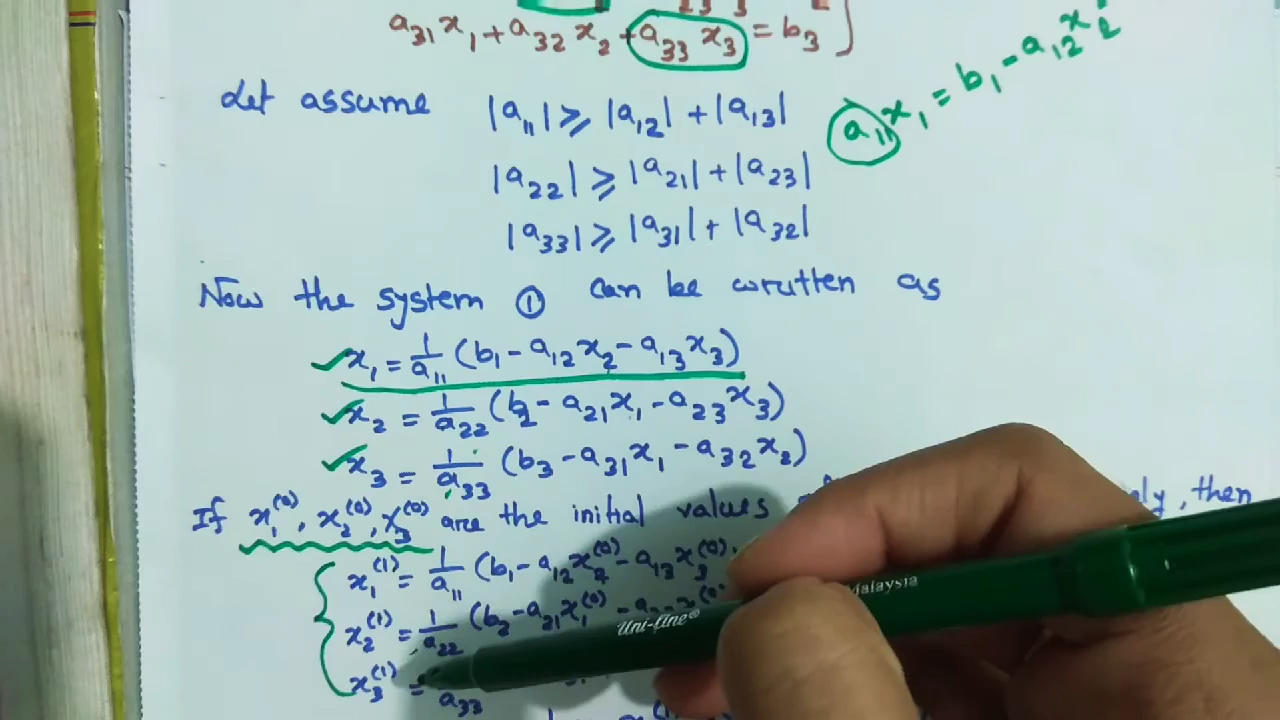 a₃₁x₁ + a₃₂x₂ + a₃₃x₃ = b₃
a₁₁x₁ = b₁ - a₁₂x₂
Let assume |a₁₁| ⩾ |a₁₂| + |a₁₃|
|a₂₂| ⩾ |a₂₁| + |a₂₃|
|a₃₃| ⩾ |a₃₁| + |a₃₂|
Now the system ① can be written as
✓ x₁ = 1/a₁₁ (b₁ - a₁₂x₂ - a₁₃x₃)
✓ x₂ = 1/a₂₂ (b₂ - a₂₁x₁ - a₂₃x₃)
✓ x₃ = 1/a₃₃ (b₃ - a₃₁x₁ - a₃₂x₂)
If x₁⁽⁰⁾, x₂⁽⁰⁾, x₃⁽⁰⁾ are the initial values then
x₁⁽¹⁾ = 1/a₁₁ (b₁ - a₁₂x₂⁽⁰⁾ - a₁₃x₃⁽⁰⁾
x₂⁽¹⁾ = 1/a₂₂ (b₂ - a₂₁x₁⁽⁰⁾ -
x₃⁽¹⁾ = a₃₃
uni-fine® Malaysia